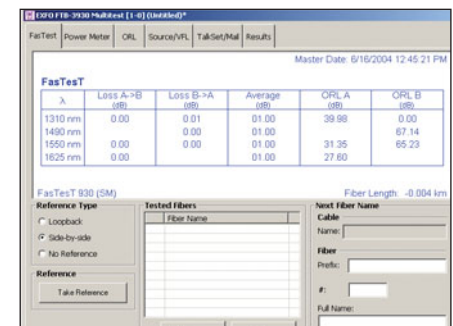 EXFO FTB-3930 Multitest [1-8] (Untitled)*
FasTest Power Meter ORL Source/VFL TalkSet/Mail Results
Master Date: 6/16/2004 12:45:21 PM
FasTesT
λ Loss A->B (dB) Loss B->A (dB) Average (dB) ORL A (dB) ORL B (dB)
1310 nm 0.00 0.01 01.00 39.98 0.00
1490 nm 0.00 01.00 67.14
1550 nm 0.00 0.00 01.00 31.35 65.23
1625 nm 0.00 01.00 27.60
FasTesT 930 (SM) Fiber Length: -0.004 km
Reference Type Tested Fibers Next Fiber Name
Fiber Name Cable
Loopback Name:
Side-by-side Fiber
No Reference Prefix:
Reference
Take Reference #:
Full Name: